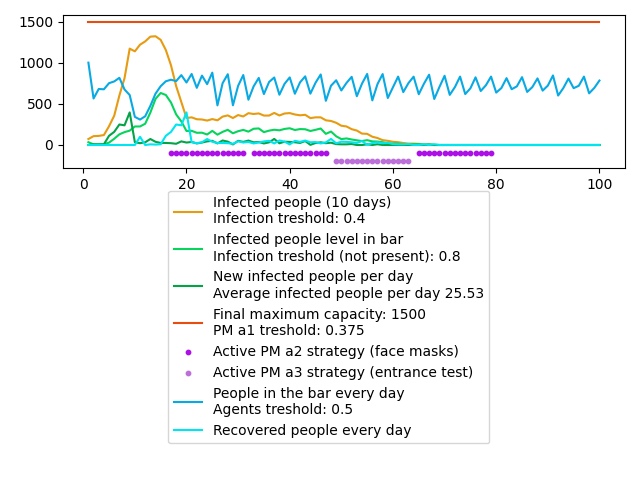 1500
1000
500
0
0
20
40
60
80
100
Infected people (10 days)
Infection treshold: 0.4
Infected people level in bar
Infection treshold (not present): 0.8
New infected people per day
Average infected people per day 25.53
Final maximum capacity: 1500
PM a1 treshold: 0.375
Active PM a2 strategy (face masks)
Active PM a3 strategy (entrance test)
People in the bar every day
Agents treshold: 0.5
Recovered people every day